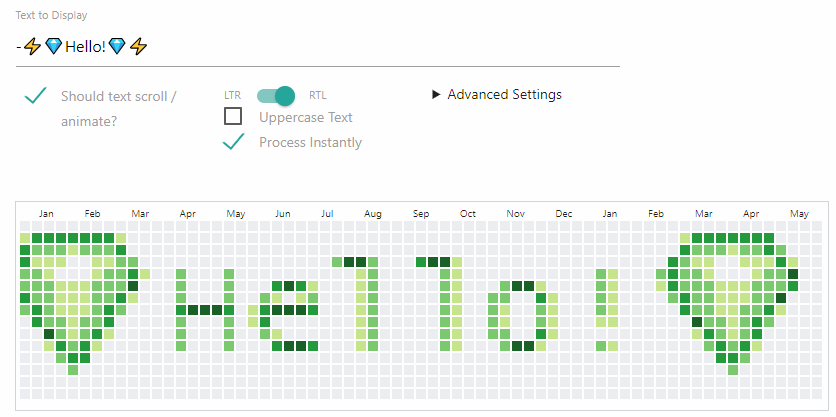 Text to Display
-⚡💎Hello!💎⚡
Should text scroll / animate?
LTR RTL
Uppercase Text
Process Instantly
▶ Advanced Settings
Jan Feb Mar Apr May Jun Jul Aug Sep Oct Nov Dec Jan Feb Mar Apr May
💎Hello!💎